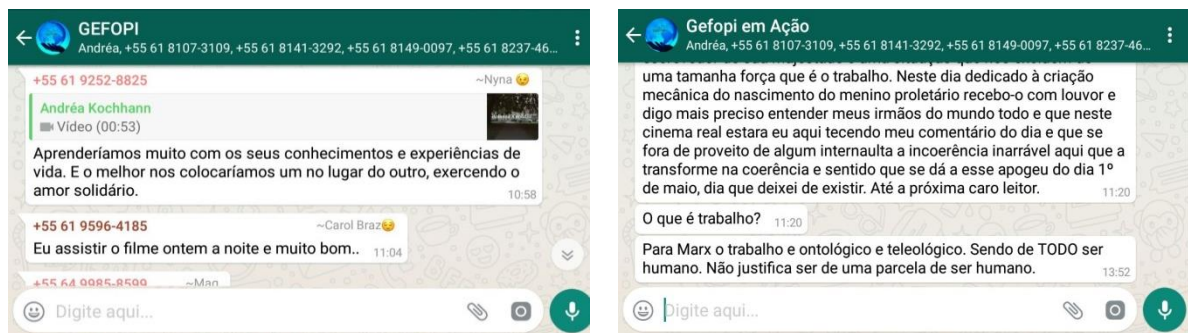 GEFOPI
Andréa, +55 61 8107-3109, +55 61 8141-3292, +55 61 8149-0097, +55 61 8237-46...
+55 61 9252-8825 ~Nyna 😉
Andréa Kochhann
Vídeo (00:53)
Aprenderíamos muito com os seus conhecimentos e experiências de
vida. E o melhor nos colocaríamos um no lugar do outro, exercendo o
amor solidário. 10:58
+55 61 9596-4185 ~Carol Braz😏
Eu assistir o filme ontem a noite e muito bom.. 11:04
+55 64 9985-8599 ~Mag
Digite aqui...
Gefopi em Ação
Andréa, +55 61 8107-3109, +55 61 8141-3292, +55 61 8149-0097, +55 61 8237-46...
uma tamanha força que é o trabalho. Neste dia dedicado à criação
mecânica do nascimento do menino proletário recebo-o com louvor e
digo mais preciso entender meus irmãos do mundo todo e que neste
cinema real estara eu aqui tecendo meu comentário do dia e que se
fora de proveito de algum internaulta a incoerência inarrável aqui que a
transforme na coerência e sentido que se dá a esse apogeu do dia 1º
de maio, dia que deixei de existir. Até a próxima caro leitor. 11:20
O que é trabalho? 11:20
Para Marx o trabalho e ontológico e teleológico. Sendo de TODO ser
humano. Não justifica ser de uma parcela de ser humano. 13:52
Digite aqui...